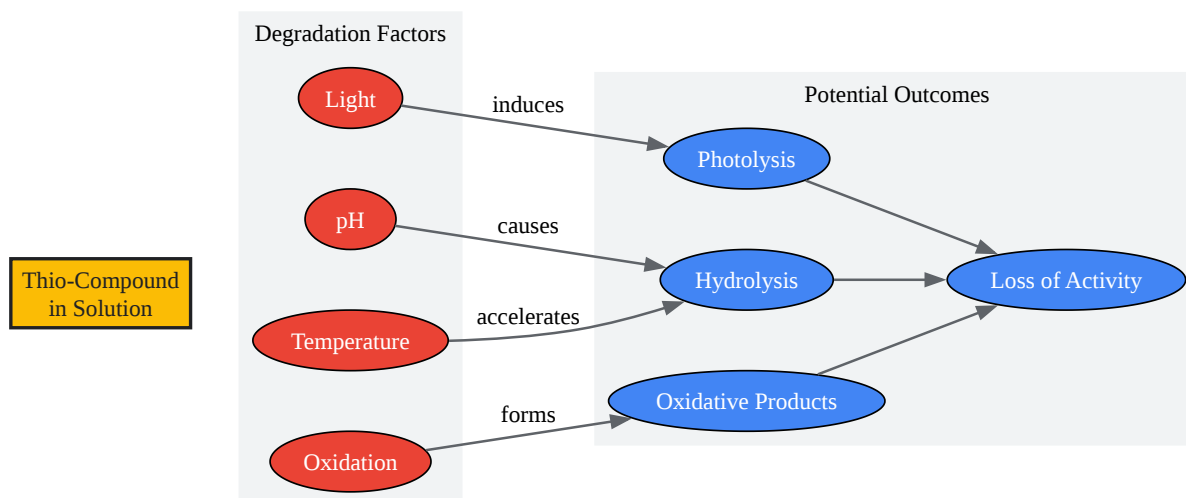 Thio-Compound
in Solution
Degradation Factors
Light
pH
Temperature
Oxidation
induces
causes
accelerates
forms
Potential Outcomes
Photolysis
Hydrolysis
Oxidative Products
Loss of Activity